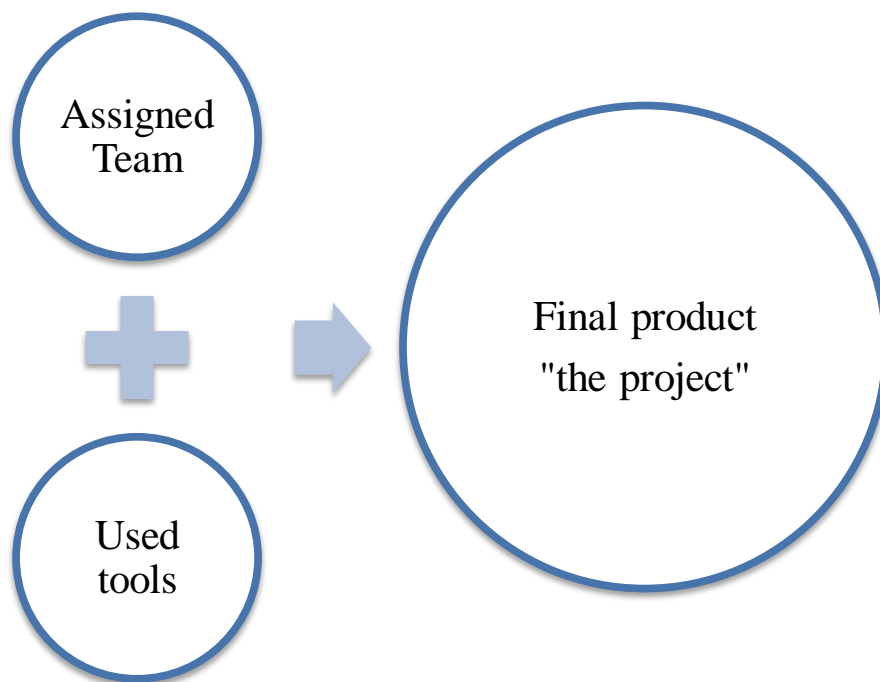 Assigned
Team
Used
tools
Final product
"the project"